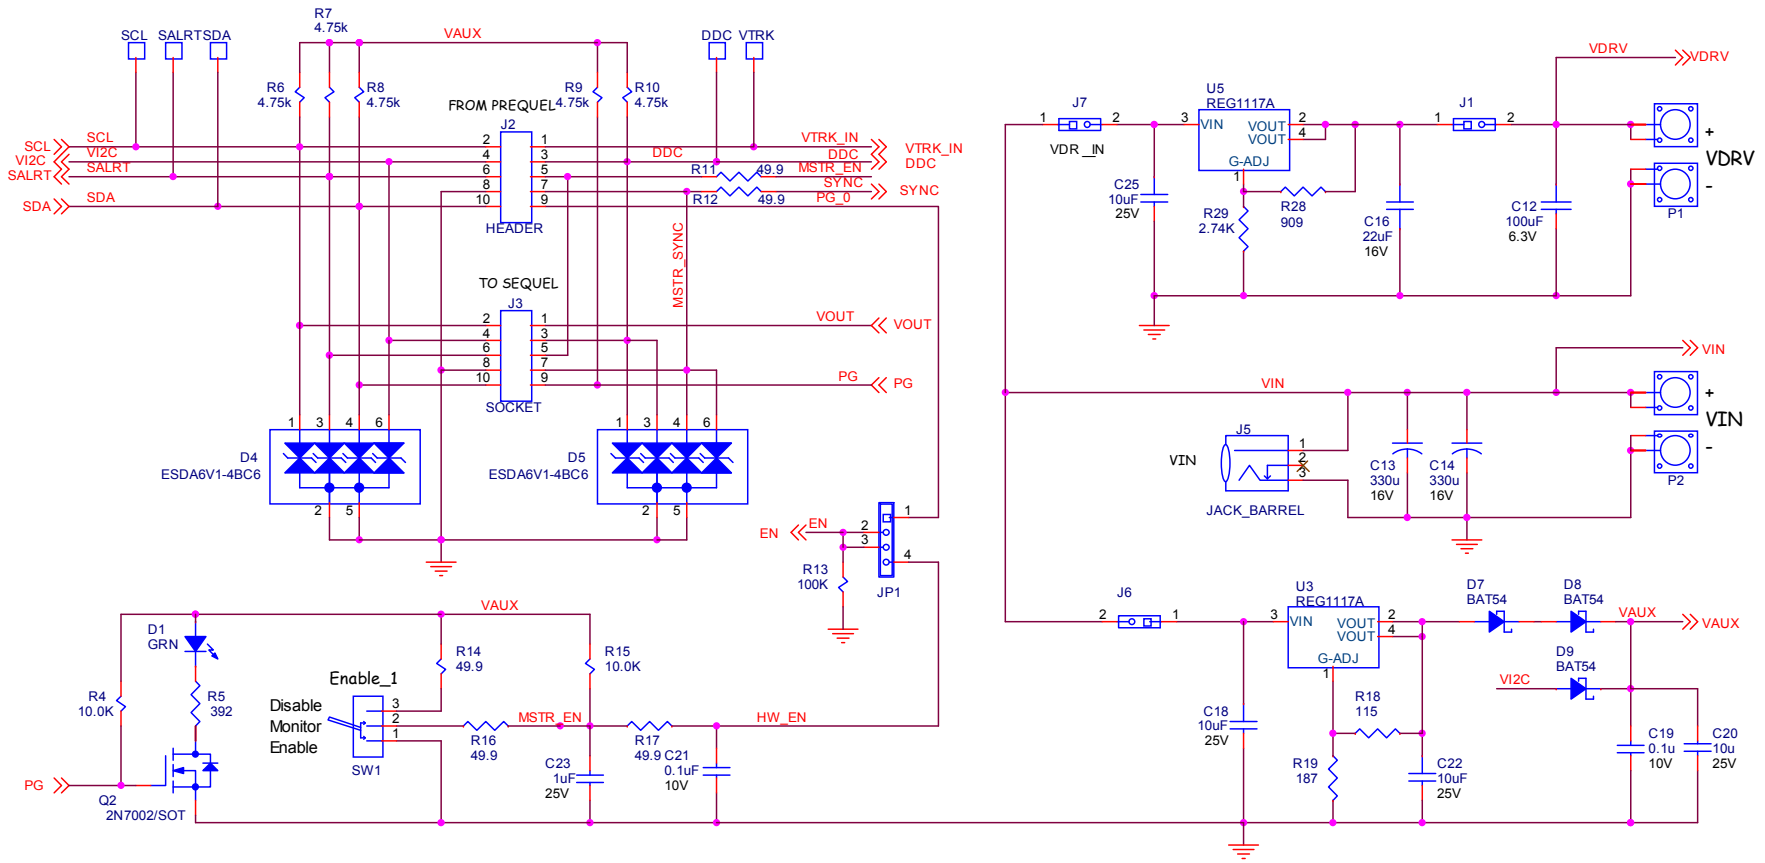 R7
4.75k
SCL
SALRT
SDA
VAUX
DDC
VTRK
R6
4.75k
R8
4.75k
R9
4.75k
R10
4.75k
FROM PREQUEL
J2
2 1
4 3
6 5
8 7
10 9
HEADER
SCL
SCL
VI2C
VI2C
SALRT
SALRT
SDA
SDA
VTRK_IN
VTRK_IN
DDC
DDC
DDC
R11
49.9
MSTR_EN
SYNC
SYNC
R12
49.9
PG_0
MSTR_SYNC
TO SEQUEL
J3
2 1
4 3
6 5
8 7
10 9
SOCKET
VOUT
VOUT
PG
PG
1 3 4 6
D4
ESDA6V1-4BC6
2 5
1 3 4 6
D5
ESDA6V1-4BC6
2 5
EN
EN
1
2
3
4
JP1
R13
100K
VAUX
D1
GRN
R4
10.0K
R5
392
PG
Q2
2N7002/SOT
Enable_1
Disable
Monitor
Enable
3
2
1
SW1
R14
49.9
R15
10.0K
R16
49.9
MSTR_EN
R17
49.9
HW_EN
C23
1uF
25V
C21
0.1uF
10V
J7
1 2
VDR_IN
U5
REG1117A
3 VIN
VOUT 2
VOUT 4
G-ADJ
1
C25
10uF
25V
R29
2.74K
R28
909
C16
22uF
16V
J1
1 2
C12
100uF
6.3V
VDRV
VDRV
+
VDRV
-
P1
VIN
VIN
VIN
J5
1
2
3
JACK_BARREL
C13
330u
16V
C14
330u
16V
+
VIN
-
P2
J6
2 1
U3
REG1117A
3 VIN
VOUT 2
VOUT 4
G-ADJ
1
C18
10uF
25V
R18
115
R19
187
C22
10uF
25V
D7
BAT54
D8
BAT54
VAUX
VAUX
D9
BAT54
VI2C
C19
0.1u
10V
C20
10u
25V